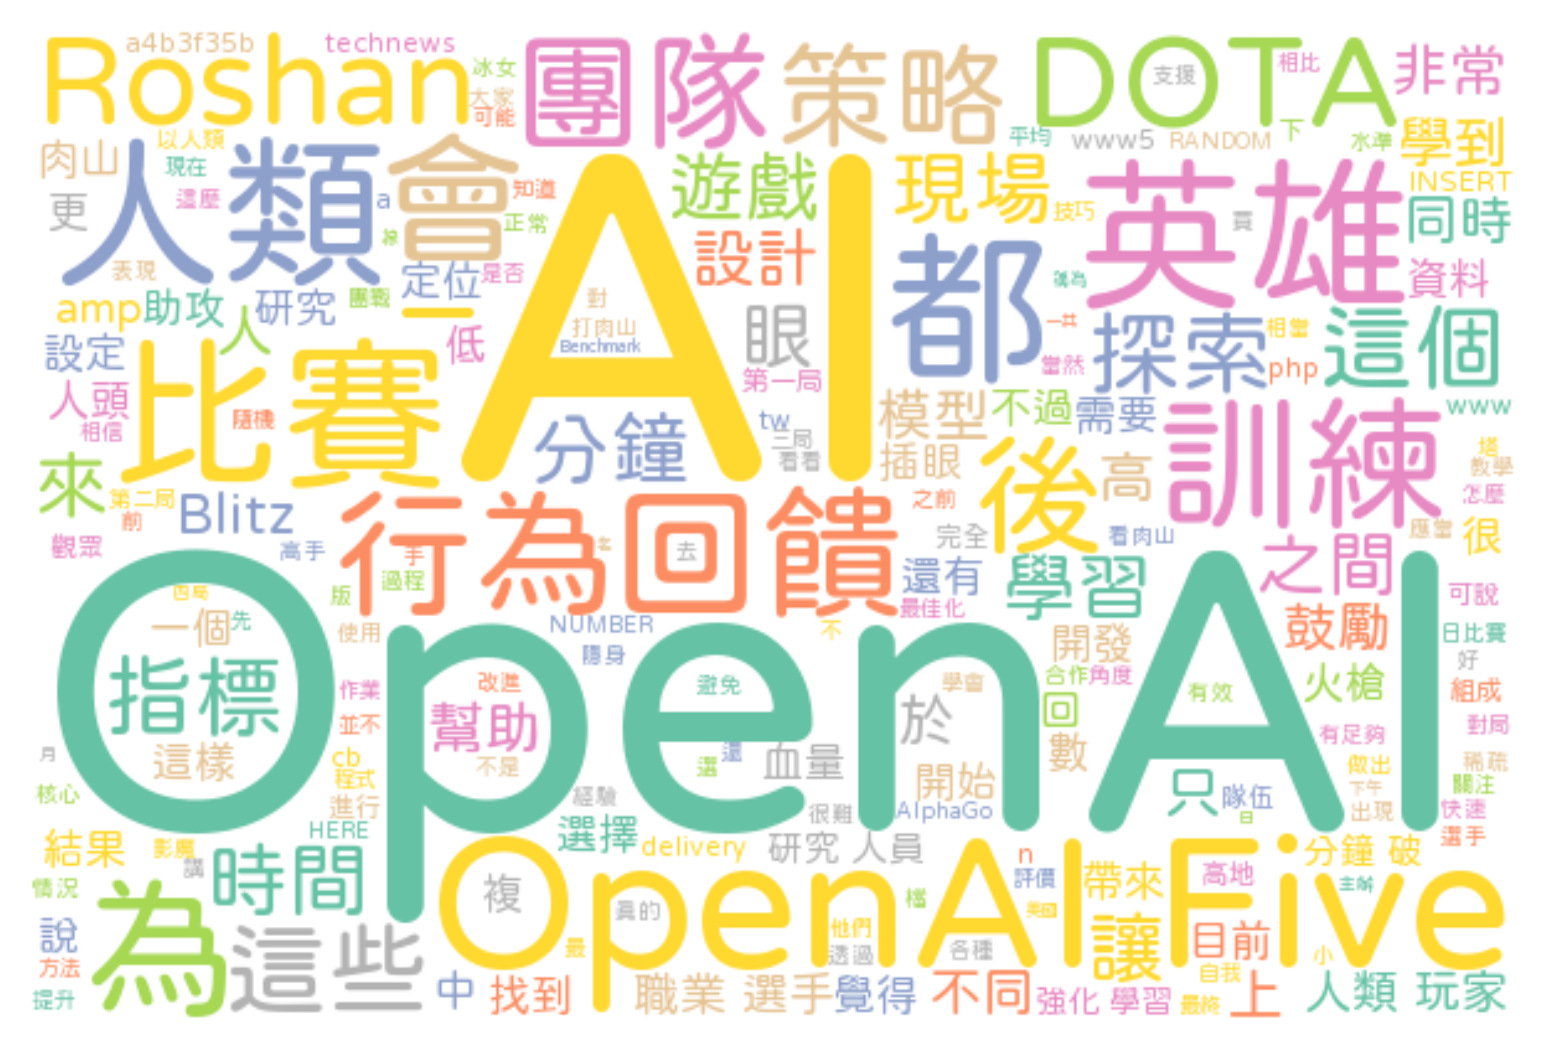 Roshan
a4b3f35b
technews
冰女
大家
可能
團隊
策略
DOTA
支援
相比
非常
肉山
以人類
現在
這麼
更
表現
人類
a
會
知道
正常
是否
AI
遊戲
設計
現場
平均
www5
RANDOM
下
水準
學到
INSERT
技巧
買
英雄
同時
資料
amp
助攻
研究
團戰
定位
一
低
對
打肉山
Benchmark
眼
第一局
都
一共
當然
探索
相當
php
這個
設定
人
人頭
相信
隨機
比賽
分鐘
tw
三局
看看
模型
不過
需要
插眼
www
訓練
塔
教學
怎麼
來
第二局
前
Blitz
高手
觀眾
行為回饋
手
過程
去
之前
完全
後
高
看肉山
應當
很
還有
最佳化
學習
之間
可說
OpenAI
四局
一個
先
版
使用
指標
這樣
作業
並不
改進
幫助
不是
NUMBER
隱身
避免
選
還
不
血量
經驗
很難
於
學會
開始
AlphaGo
開發
合作
角度
回
數
有效
鼓勵
火槍
日比賽
好
組成
對局
有足夠
稀疏
做出
關注
下午
快速
出現
選手
只
隊伍
日
月
核心
cb
程式
進行
HERE
結果
影魔
講
情況
時間
選擇
delivery
研究 人員
n
評價
美國
帶來
高地
分鐘 破
OpenAI Five
複
真的
最
他們
透過
檔
各種
讓
目前
自我
小
說
方法
提升
為
這些
中
找到
職業 選手
覺得
不同
強化 學習
最終
上
人類 玩家